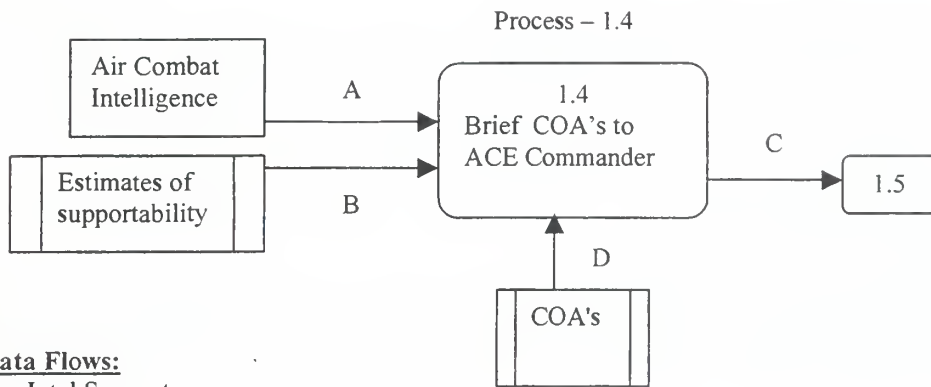 Process – 1.4
Air Combat
Intelligence
A
1.4
Brief COA's to
ACE Commander
C
1.5
Estimates of
supportability
B
D
COA's
ata Flows: